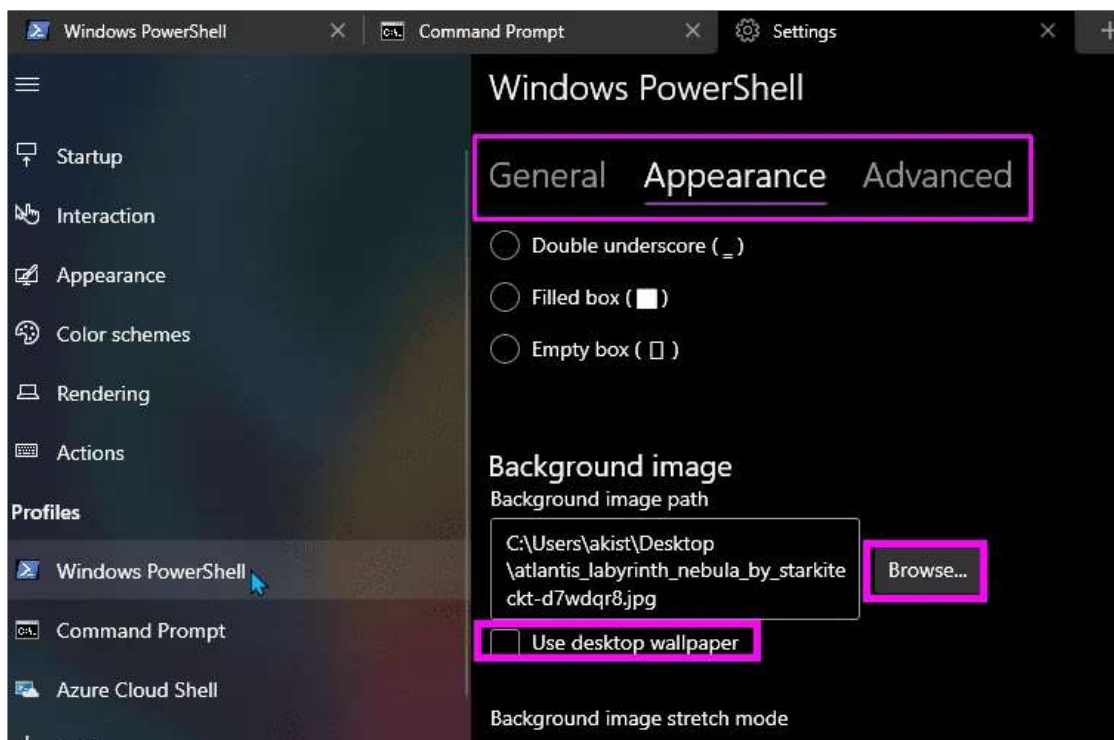 Windows PowerShell
Command Prompt
Settings
Startup
Interaction
Appearance
Color schemes
Rendering
Actions
Profiles
Windows PowerShell
Command Prompt
Azure Cloud Shell
Windows PowerShell
General Appearance Advanced
Double underscore ( ‗ )
Filled box ( ■ )
Empty box ( ▯ )
Background image
Background image path
C:\Users\akist\Desktop
\atlantis_labyrinth_nebula_by_starkite
ckt-d7wdqr8.jpg
Browse...
Use desktop wallpaper
Background image stretch mode